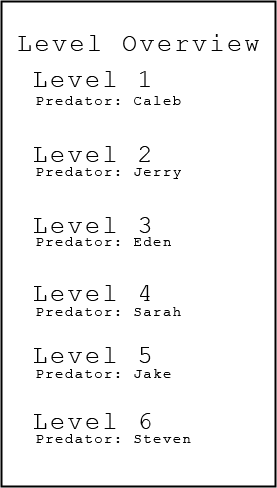 Level Overview
Level 1
Predator: Caleb
Level 2
Predator: Jerry
Level 3
Predator: Eden
Level 4
Predator: Sarah
Level 5
Predator: Jake
Level 6
Predator: Steven